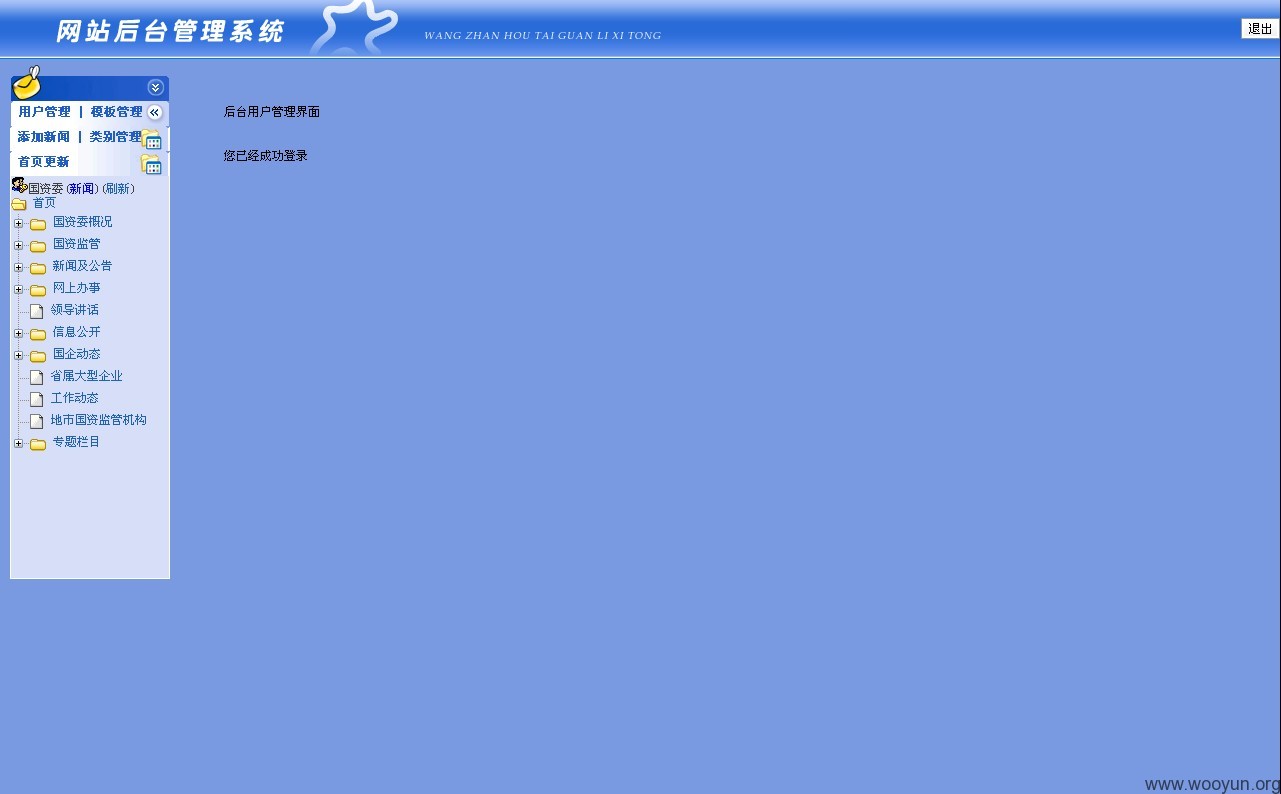 网站后台管理系统
WANG ZHAN HOU TAI GUAN LI XI TONG
退出
用户管理 | 模板管理
添加新闻 | 类别管理
首页更新
国资委 (新闻) (刷新)
首页
国资委概况
国资监管
新闻及公告
网上办事
领导讲话
信息公开
国企动态
省属大型企业
工作动态
地市国资监管机构
专题栏目
后台用户管理界面
您已经成功登录
www.wooyun.org